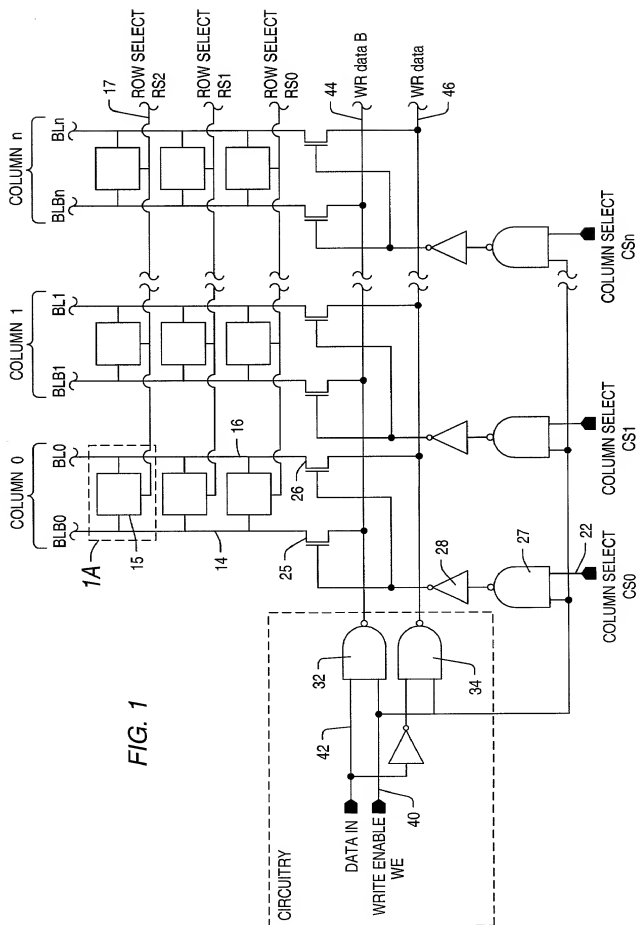 COLUMN 0
COLUMN 1
COLUMN n
BLB0
BL0
BLB1
BL1
BLBn
BLn
1A
15
17
ROW SELECT
RS2
ROW SELECT
RS1
ROW SELECT
RS0
14
16
25
26
44
WR data B
WR data
46
28
27
22
COLUMN SELECT
CS0
COLUMN SELECT
CS1
COLUMN SELECT
CSn
FIG. 1
32
34
42
40
DATA IN
WRITE ENABLE
WE
CIRCUITRY